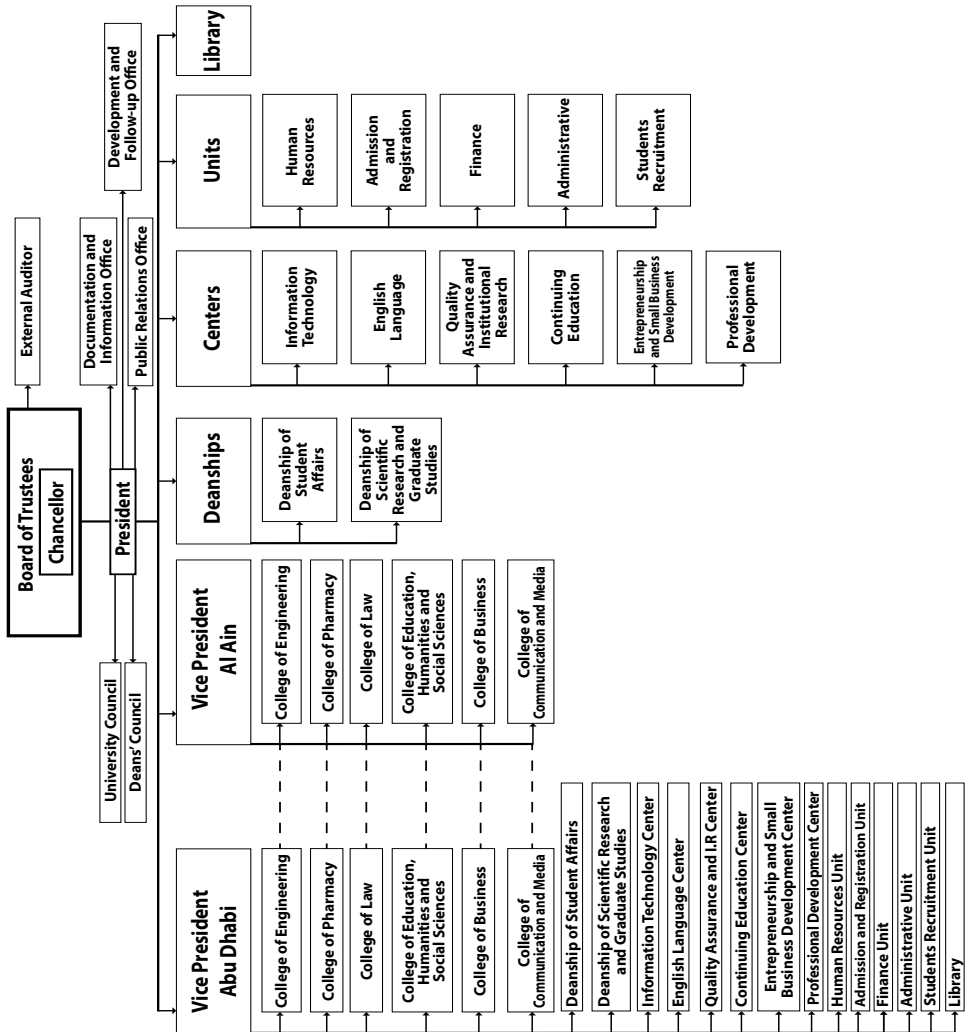 Board of Trustees
Chancellor
External Auditor
President
University Council
Deans' Council
Documentation and
Information Office
Public Relations Office
Development and
Follow-up Office
Vice President
Abu Dhabi
College of Engineering
College of Pharmacy
College of Law
College of Education,
Humanities and
Social Sciences
College of Business
College of
Communication and Media
Deanship of Student Affairs
Deanship of Scientific Research
and Graduate Studies
Information Technology Center
English Language Center
Quality Assurance and I.R Center
Continuing Education Center
Entrepreneurship and Small
Business Development Center
Professional Development Center
Human Resources Unit
Admission and Registration Unit
Finance Unit
Administrative Unit
Students Recruitment Unit
Library
Vice President
Al Ain
College of Engineering
College of Pharmacy
College of Law
College of Education,
Humanities and
Social Sciences
College of Business
College of
Communication and Media
Deanships
Deanship of
Student
Affairs
Deanship of
Scientific
Research and
Graduate
Studies
Centers
Information
Technology
English
Language
Quality
Assurance and
Institutional
Research
Continuing
Education
Entrepreneurship
and Small Business
Development
Professional
Development
Units
Human
Resources
Admission
and
Registration
Finance
Administrative
Students
Recruitment
Library